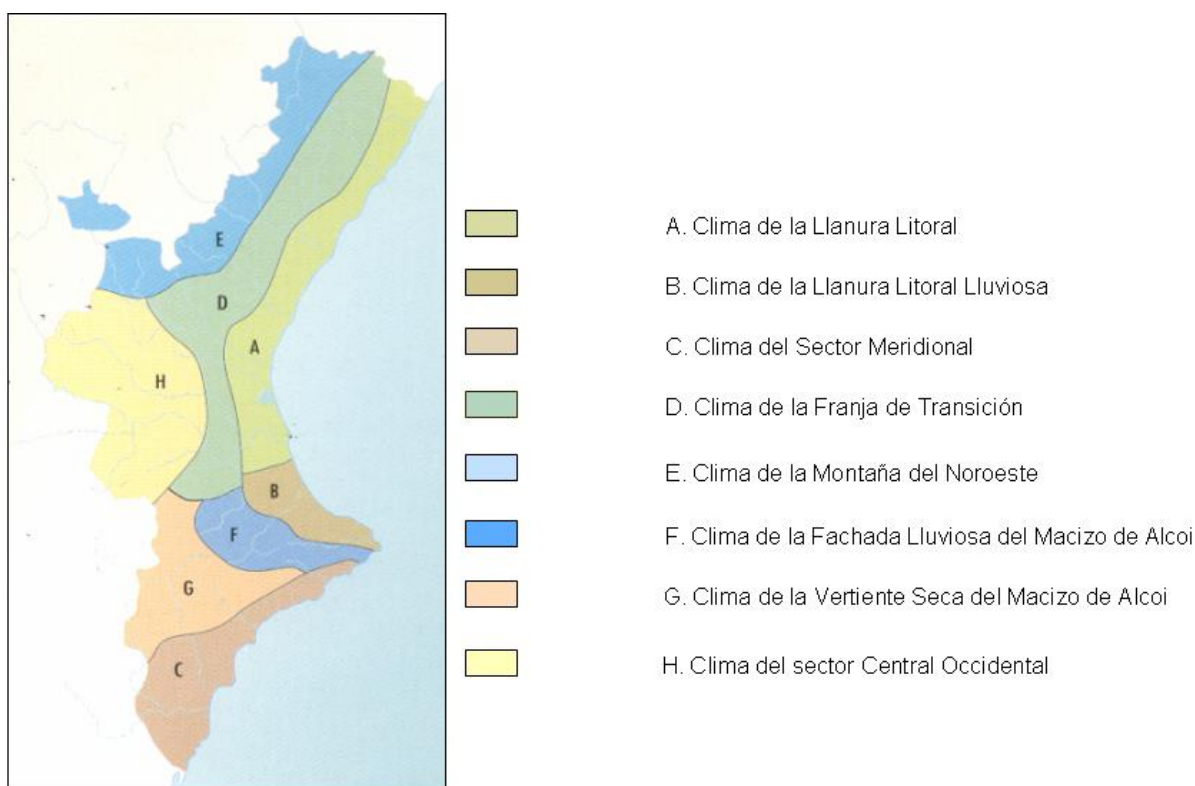 E
D
A
H
B
F
G
C
A. Clima de la Llanura Litoral
B. Clima de la Llanura Litoral Lluviosa
C. Clima del Sector Meridional
D. Clima de la Franja de Transición
E. Clima de la Montaña del Noroeste
F. Clima de la Fachada Lluviosa del Macizo de Alcoi
G. Clima de la Vertiente Seca del Macizo de Alcoi
H. Clima del sector Central Occidental